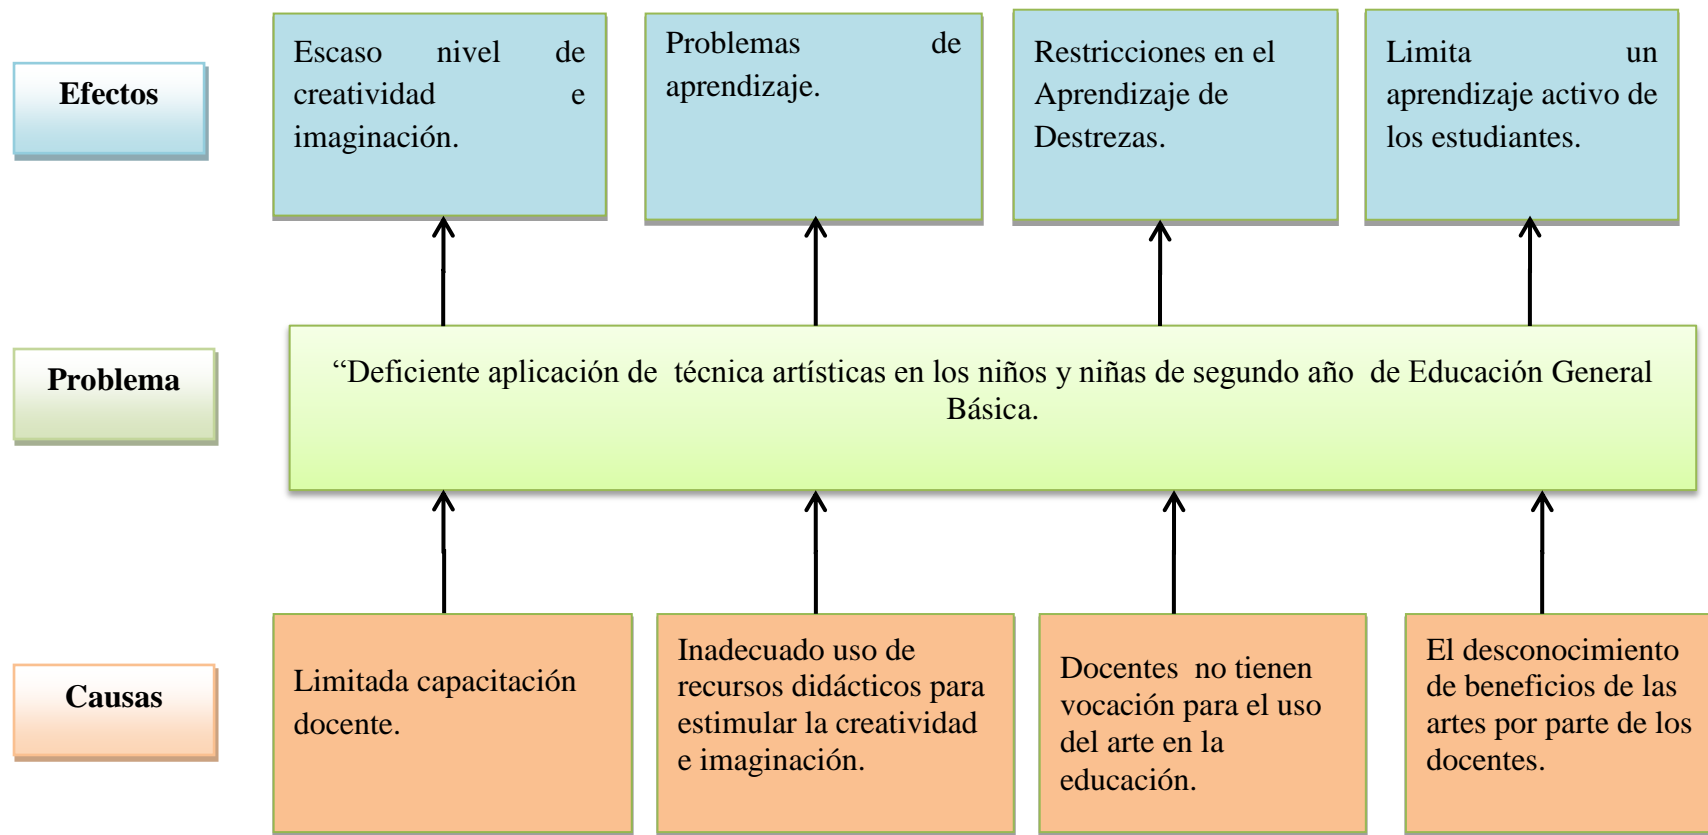 Efectos
Escaso nivel de
creatividad e
imaginación.
Problemas de
aprendizaje.
Restricciones en el
Aprendizaje de
Destrezas.
Limita un
aprendizaje activo de
los estudiantes.
Problema
“Deficiente aplicación de  técnica artísticas en los niños y niñas de segundo año  de Educación General
Básica.
Causas
Limitada capacitación
docente.
Inadecuado uso de
recursos didácticos para
estimular la creatividad
e imaginación.
Docentes  no tienen
vocación para el uso
del arte en la
educación.
El desconocimiento
de beneficios de las
artes por parte de los
docentes.